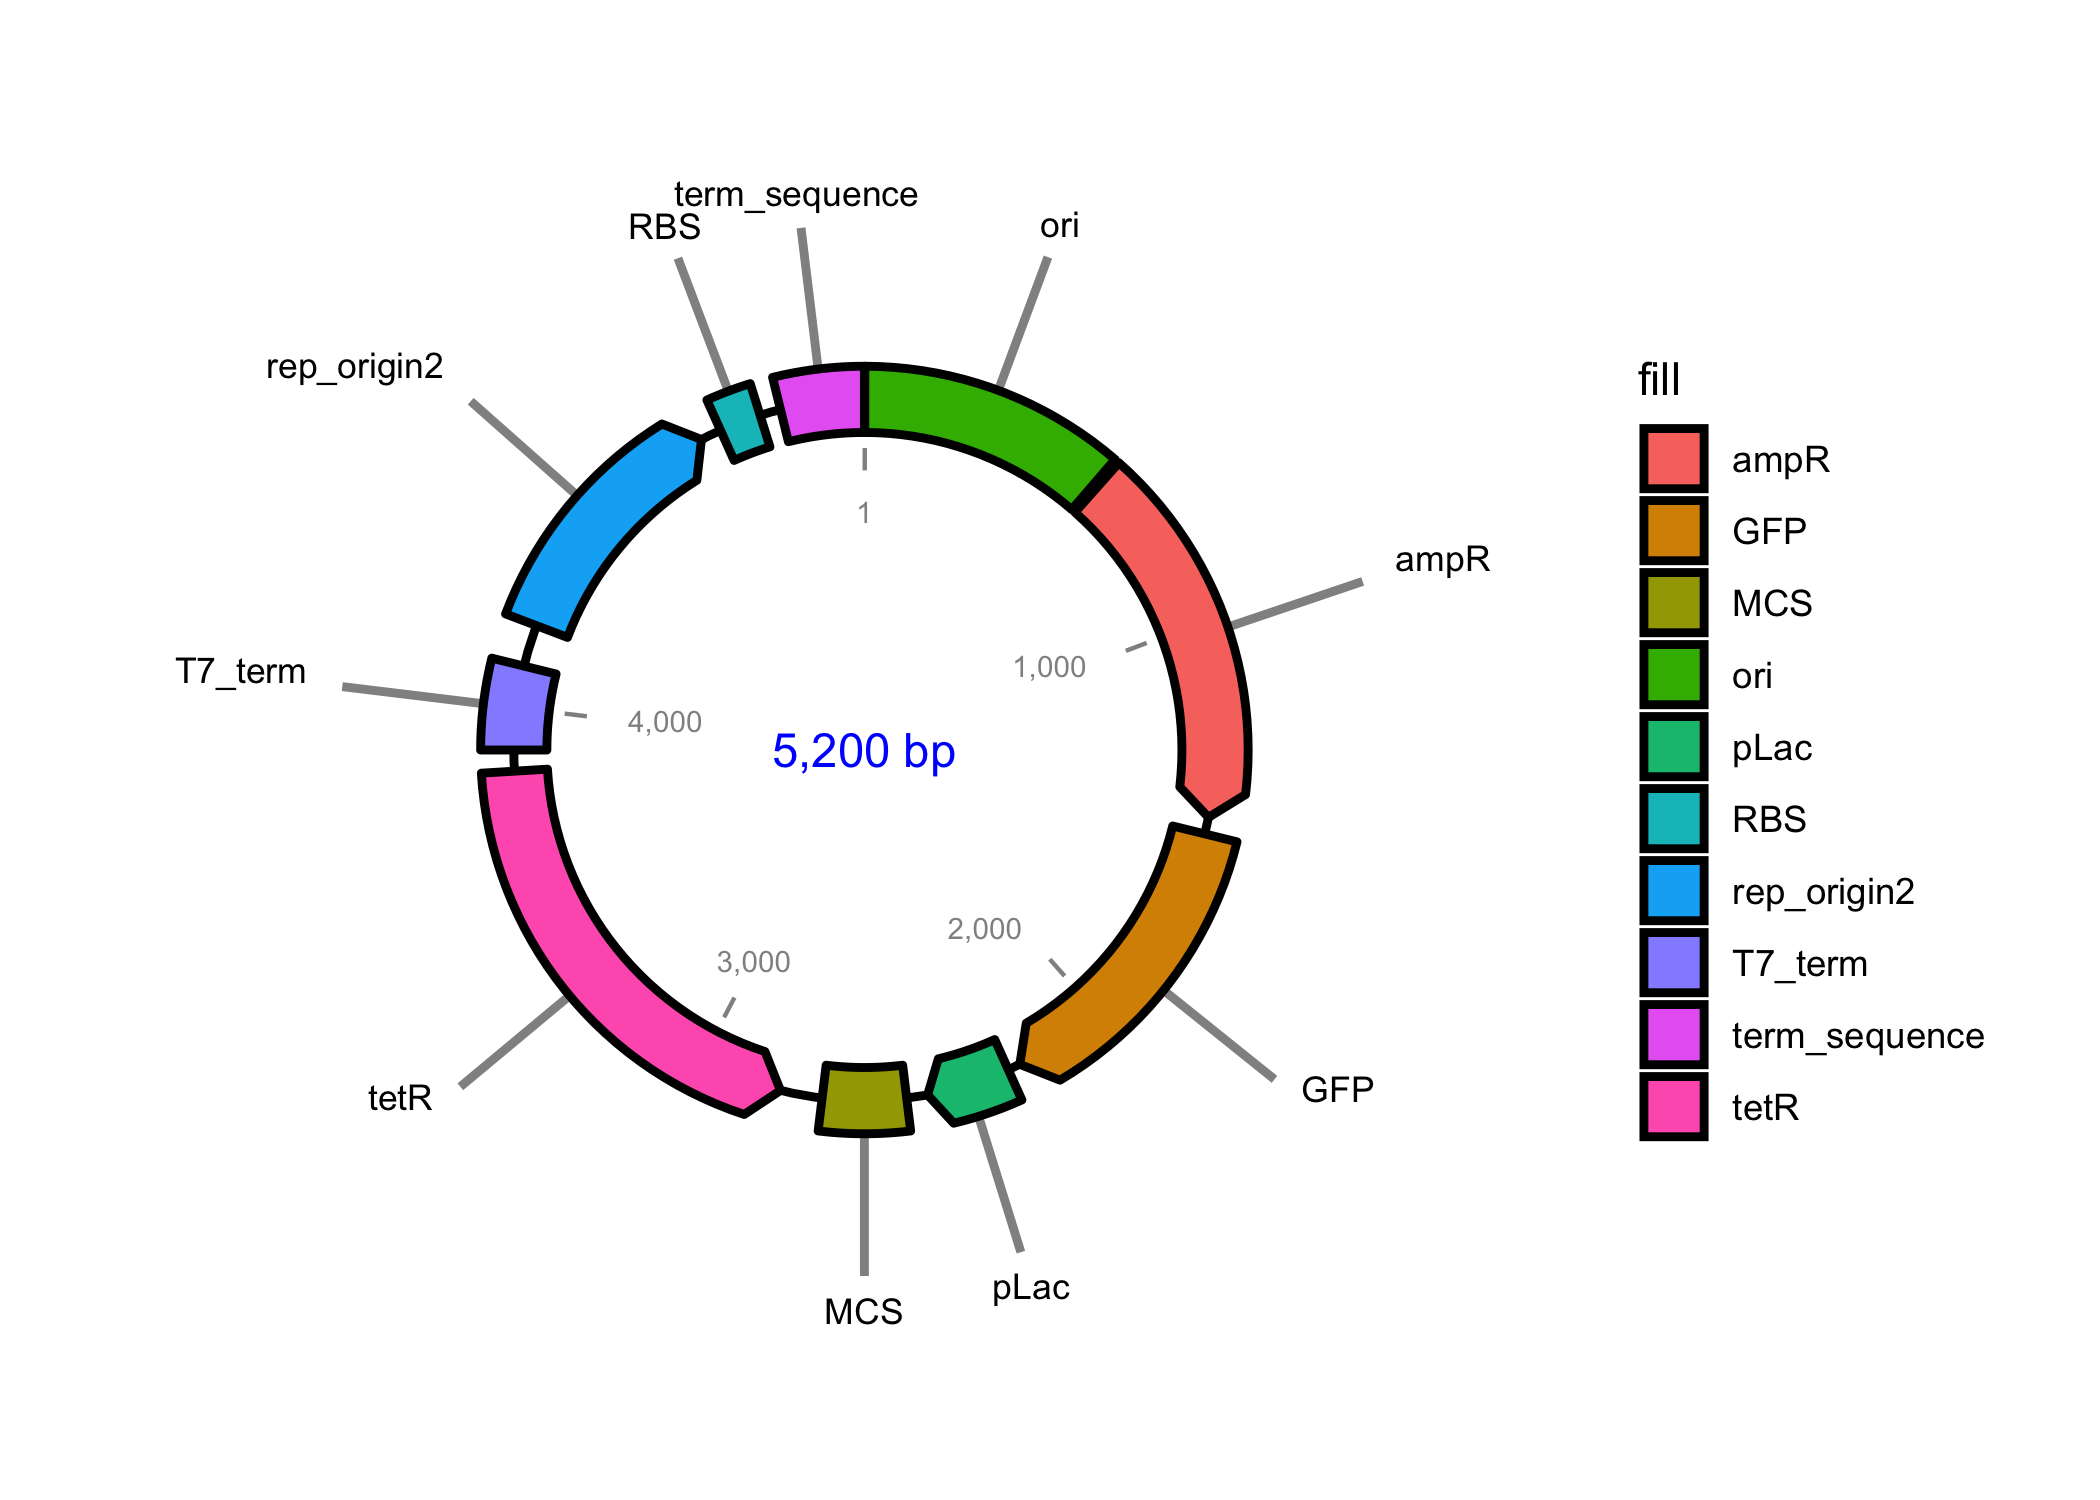 term_sequence
RBS
ori
rep_origin2
1
ampR
1,000
T7_term
4,000
5,200 bp
2,000
3,000
tetR
GFP
pLac
MCS
fill
ampR
GFP
MCS
ori
pLac
RBS
rep_origin2
T7_term
term_sequence
tetR